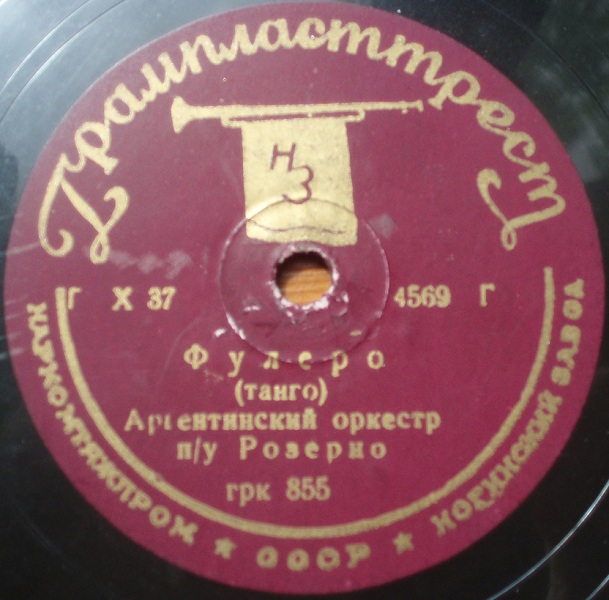 Грампласттрест
НЗ
Г Х 37 4569 Г
Фулеро
(танго)
Аргентинский оркестр
п/у Розерно
грк 855
НАРКОМТЯЖПРОМ ★ СССР ★ НОГИНСКИЙ ЗАВОД